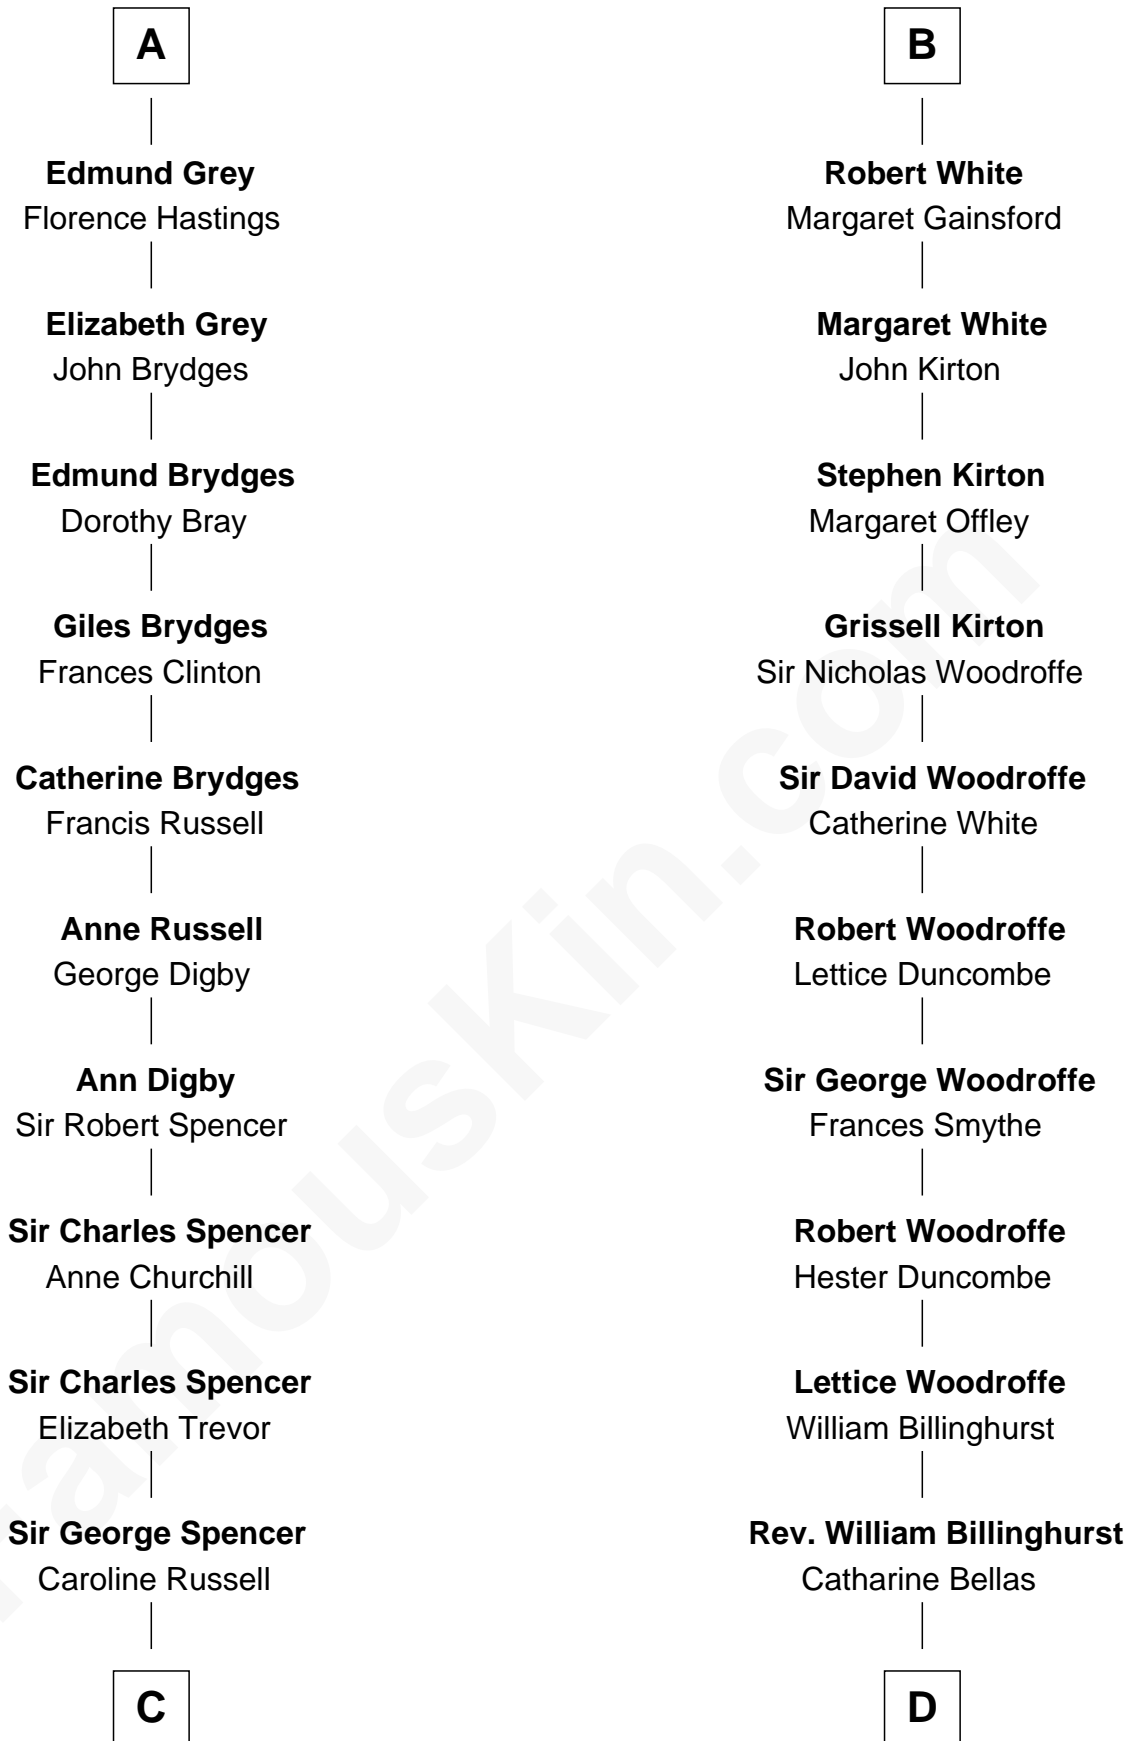 A
Edmund Grey
Florence Hastings
Elizabeth Grey
John Brydges
Edmund Brydges
Dorothy Bray
Giles Brydges
Frances Clinton
Catherine Brydges
Francis Russell
Anne Russell
George Digby
Ann Digby
Sir Robert Spencer
Sir Charles Spencer
Anne Churchill
Sir Charles Spencer
Elizabeth Trevor
Sir George Spencer
Caroline Russell
C
B
Robert White
Margaret Gainsford
Margaret White
John Kirton
Stephen Kirton
Margaret Offley
Grissell Kirton
Sir Nicholas Woodroffe
Sir David Woodroffe
Catherine White
Robert Woodroffe
Lettice Duncombe
Sir George Woodroffe
Frances Smythe
Robert Woodroffe
Hester Duncombe
Lettice Woodroffe
William Billinghurst
Rev. William Billinghurst
Catharine Bellas
D
FamousKin.com